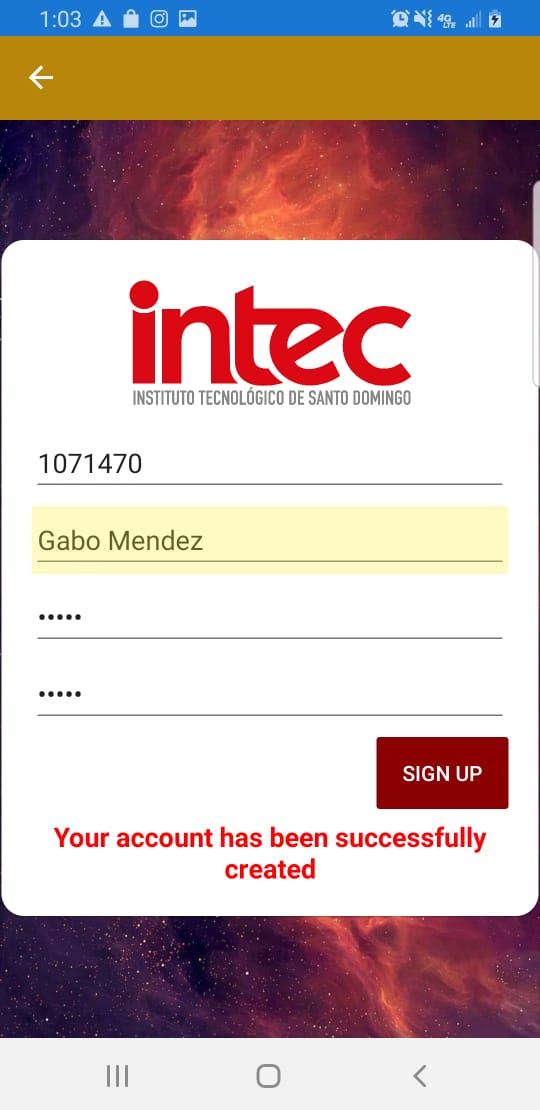 1:03
4G
LTE
intec
INSTITUTO TECNOLÓGICO DE SANTO DOMINGO
1071470
Gabo Mendez
•••••
•••••
SIGN UP
Your account has been successfully
created